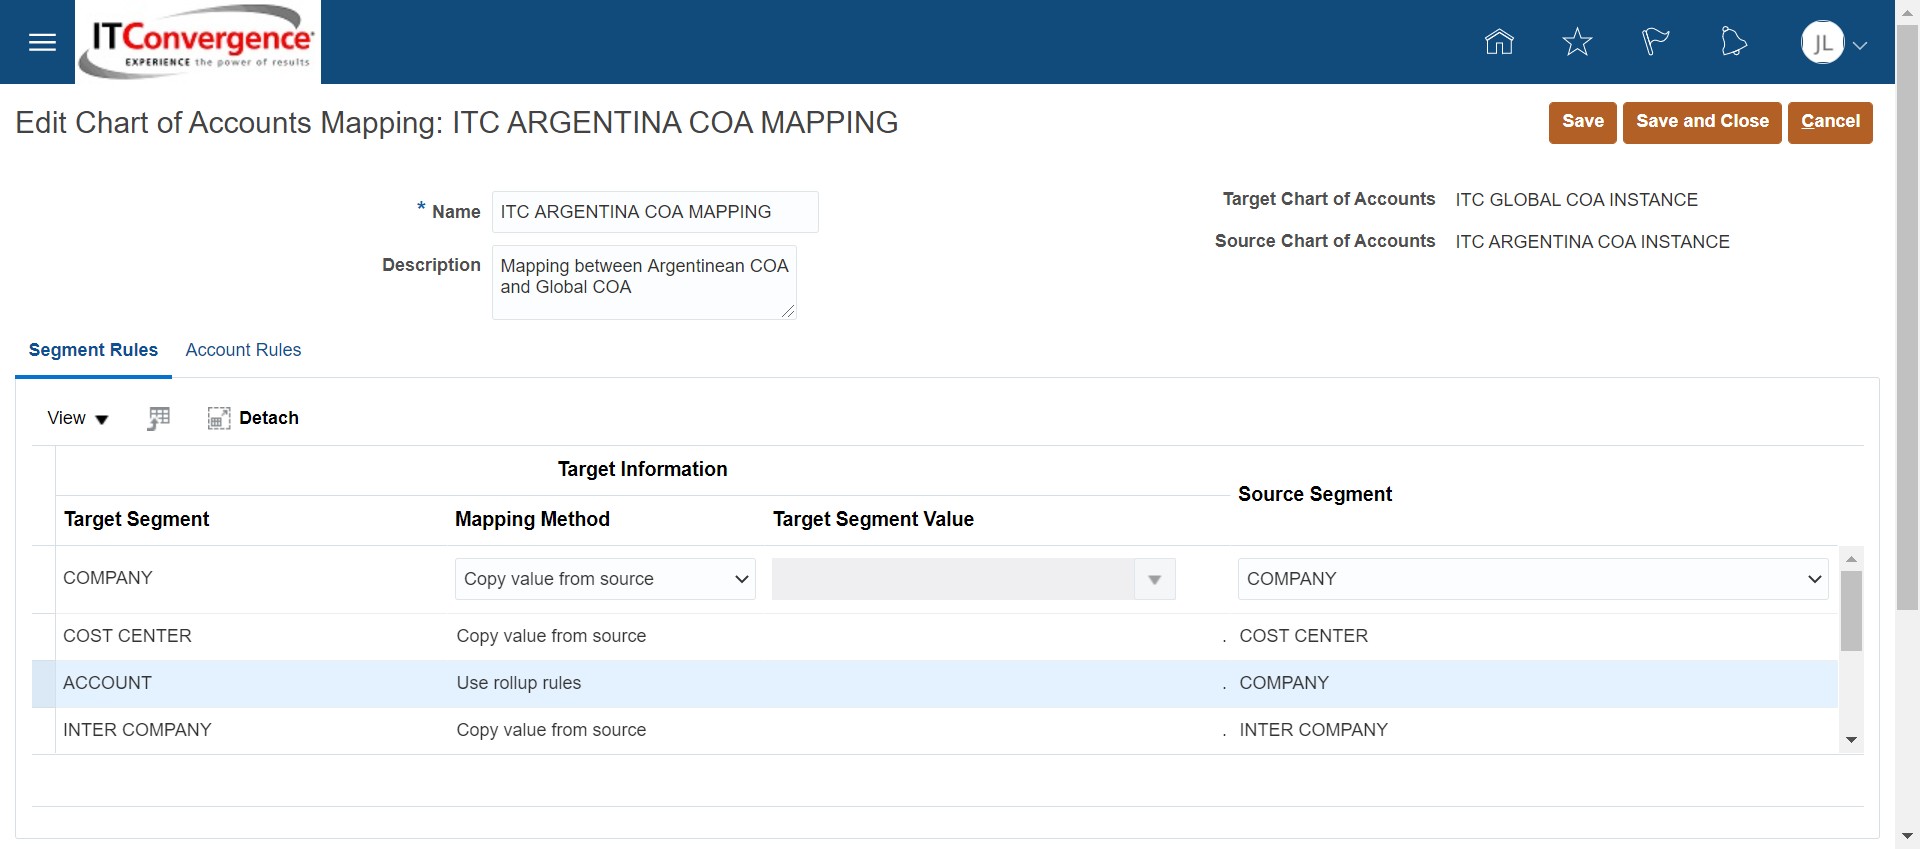 ITConvergence
EXPERIENCE the power of results
JL
Edit Chart of Accounts Mapping: ITC ARGENTINA COA MAPPING
Save
Save and Close
Cancel
* Name
ITC ARGENTINA COA MAPPING
Description
Mapping between Argentinean COA
and Global COA
Target Chart of Accounts
ITC GLOBAL COA INSTANCE
Source Chart of Accounts
ITC ARGENTINA COA INSTANCE
Segment Rules
Account Rules
View
Detach
Target Information
Source Segment
Target Segment
Mapping Method
Target Segment Value
COMPANY
Copy value from source
COMPANY
COST CENTER
Copy value from source
. COST CENTER
ACCOUNT
Use rollup rules
. COMPANY
INTER COMPANY
Copy value from source
. INTER COMPANY